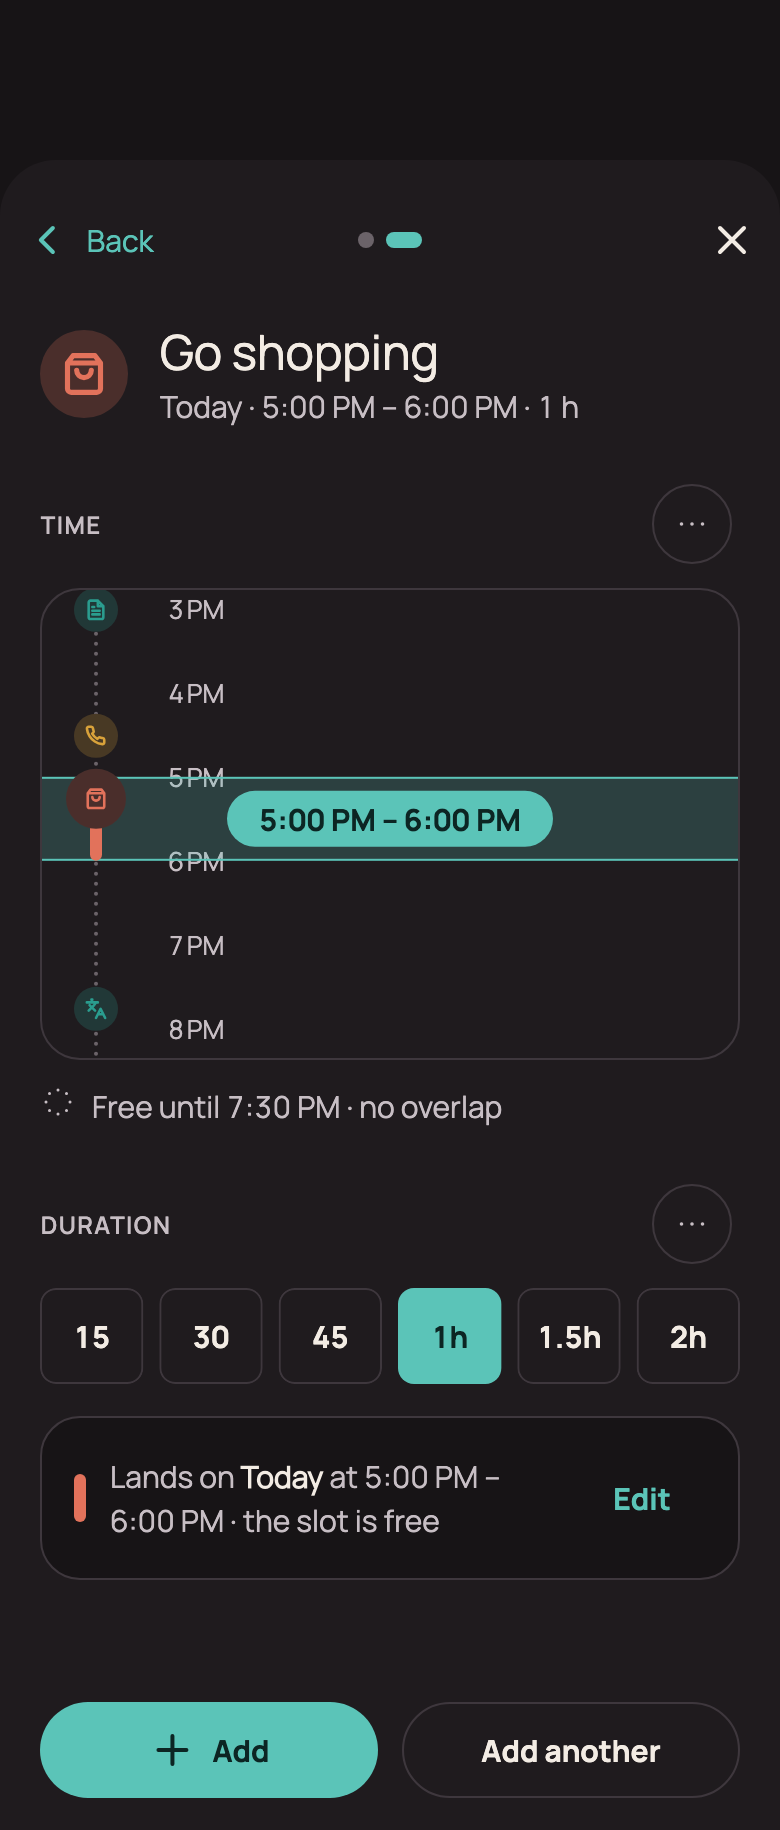 Back
Go shopping
Today · 5:00 PM – 6:00 PM · 1 h
TIME
3 PM
4 PM
5 PM
5:00 PM – 6:00 PM
6 PM
7 PM
8 PM
Free until 7:30 PM · no overlap
DURATION
15 30 45 1h 1.5h 2h
Lands on Today at 5:00 PM –
6:00 PM · the slot is free
Edit
Add
Add another